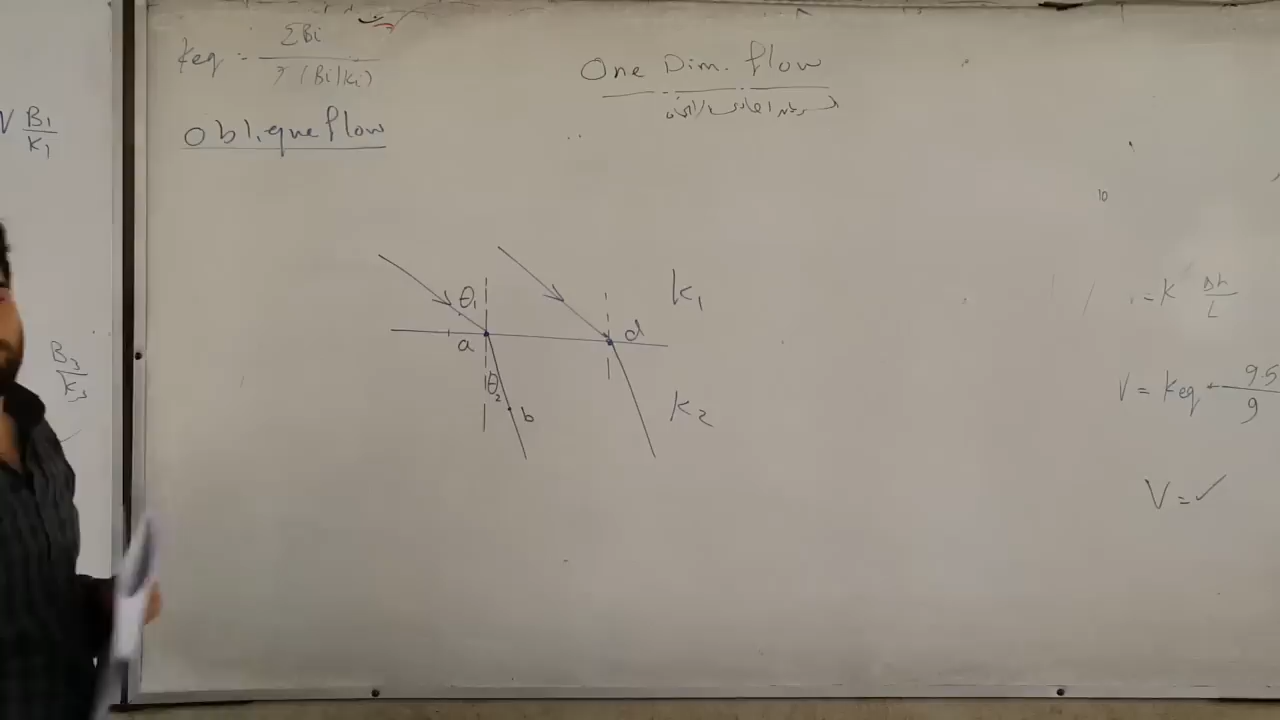 Keq = ΣBi / Σ(Bi/Ki)
One Dim. flow
Oblique flow
V B1/K1
10
θ1
K1
a
d
= K Δh/L
B3/K3
θ2
b
K2
V = Keq * 9.5/9
V = ✓